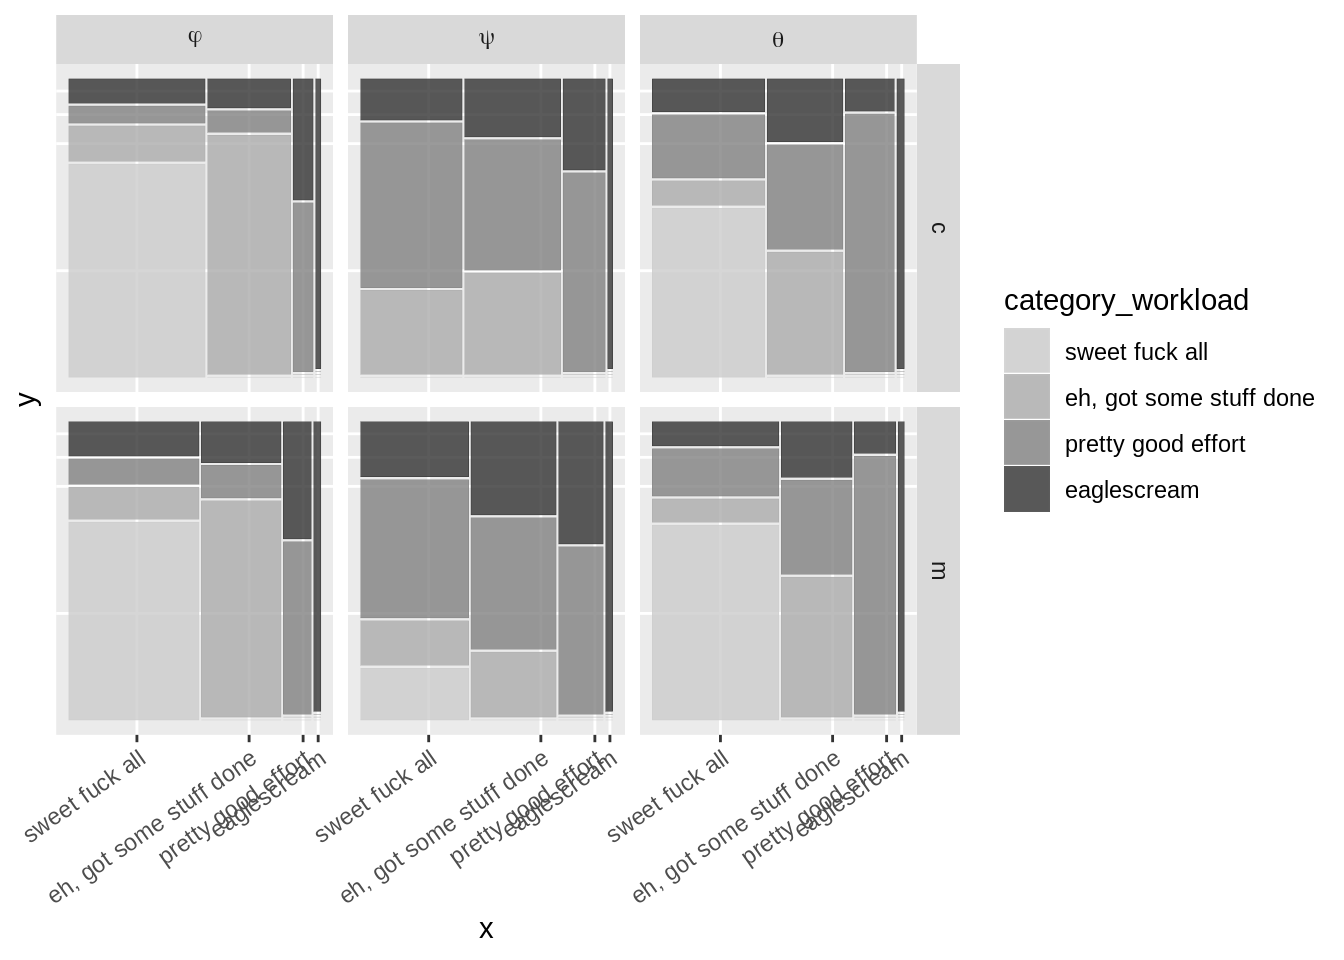 φ
ψ
θ
c
m
y
sweet fuck all
eh, got some stuff done
pretty good effort
eaglescream
sweet fuck all
eh, got some stuff done
pretty good effort
eaglescream
sweet fuck all
eh, got some stuff done
pretty good effort
eaglescream
x
category_workload
sweet fuck all
eh, got some stuff done
pretty good effort
eaglescream